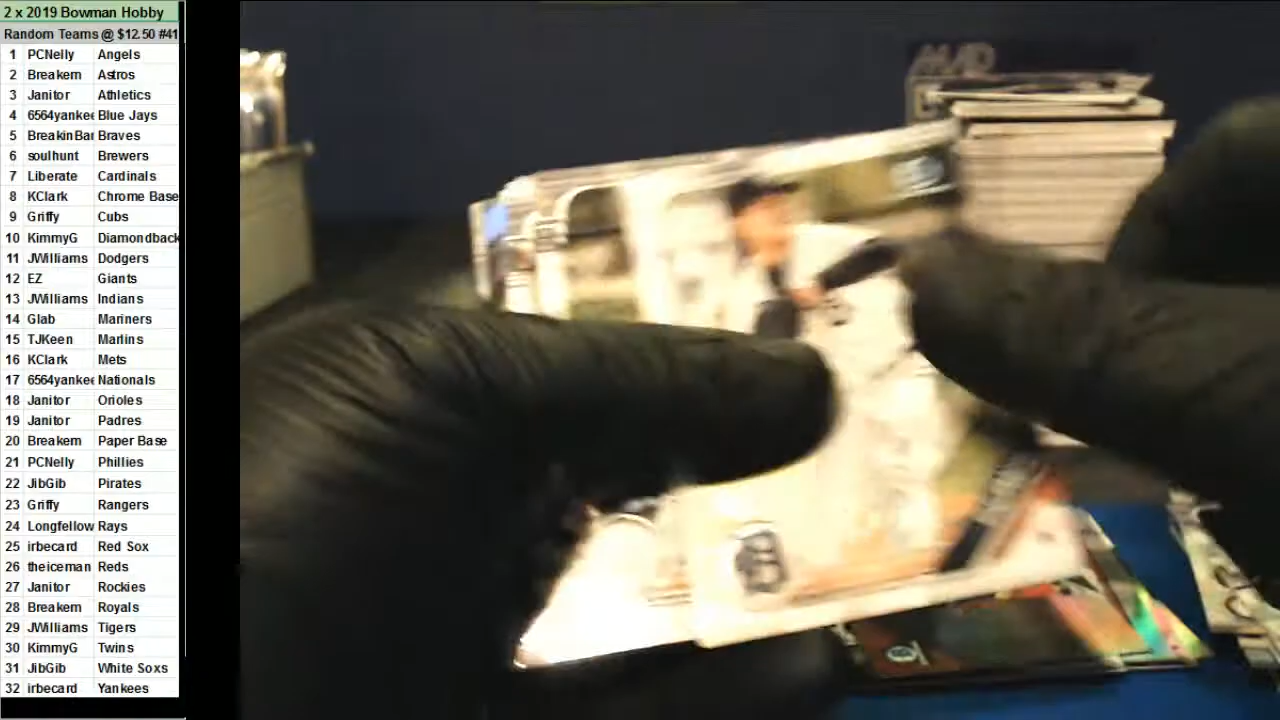 2 x 2019 Bowman Hobby
Random Teams @ $12.50 #41
1 PCNelly Angels
2 Breakem Astros
3 Janitor Athletics
4 6564yankee Blue Jays
5 BreakinBar Braves
6 soulhunt Brewers
7 Liberate Cardinals
8 KClark Chrome Base
9 Griffy Cubs
10 KimmyG Diamondback
11 JWilliams Dodgers
12 EZ Giants
13 JWilliams Indians
14 Glab Mariners
15 TJKeen Marlins
16 KClark Mets
17 6564yankee Nationals
18 Janitor Orioles
19 Janitor Padres
20 Breakem Paper Base
21 PCNelly Phillies
22 JibGib Pirates
23 Griffy Rangers
24 Longfellow Rays
25 irbecard Red Sox
26 theiceman Reds
27 Janitor Rockies
28 Breakem Royals
29 JWilliams Tigers
30 KimmyG Twins
31 JibGib White Soxs
32 irbecard Yankees